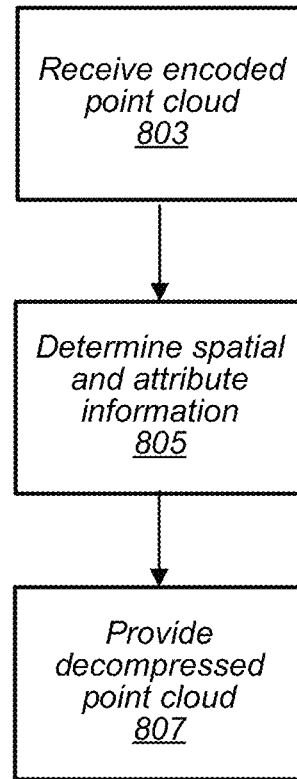 Receive encoded
point cloud
803
Determine spatial
and attribute
information
805
Provide
decompressed
point cloud
807